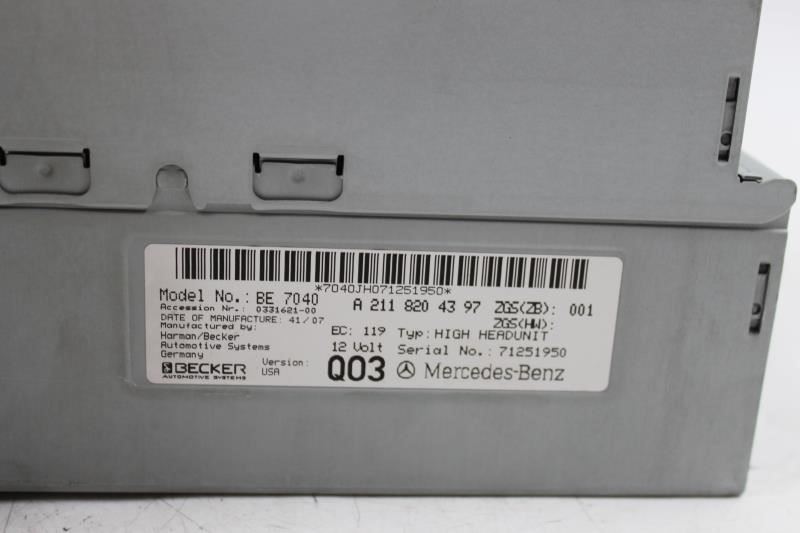 *7040JH071251950*
Model No.: BE 7040 A 211 820 43 97 ZGS(ZB): 001
Accession Nr.: 0331621-00 ZGS(HW):
DATE OF MANUFACTURE: 41/07
Manufactured by: EC: 119 Typ: HIGH HEADUNIT
Harman/Becker
Automotive Systems 12 Volt Serial No.: 71251950
Germany
BECKER Version: Q03 Mercedes-Benz
AUTOMOTIVE SYSTEMS USA